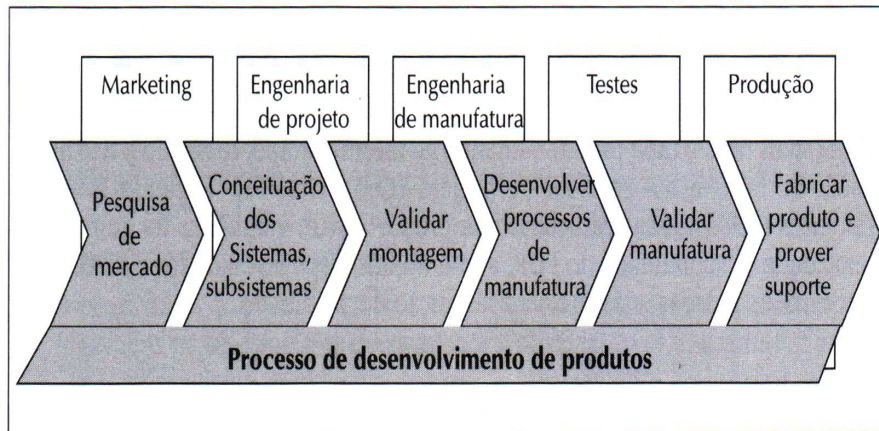 Marketing
Engenharia
de projeto
Engenharia
de manufatura
Testes
Produção
Pesquisa
de
mercado
Conceituação
dos
Sistemas,
subsistemas
Validar
montagem
Desenvolver
processos
de
manufatura
Validar
manufatura
Fabricar
produto e
prover
suporte
Processo de desenvolvimento de produtos